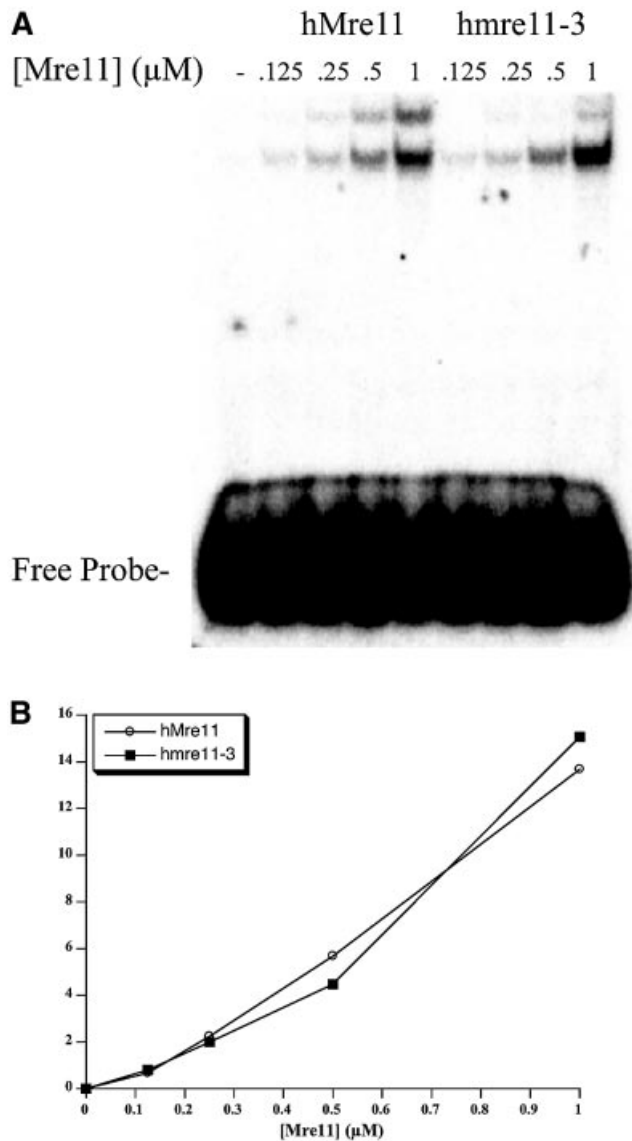 A
hMre11 hmre11-3
[Mre11] (µM) - .125 .25 .5 1 .125 .25 .5 1
Free Probe-
B
16
14
12
10
8
6
4
2
0
hMre11
hmre11-3
0 0.1 0.2 0.3 0.4 0.5 0.6 0.7 0.8 0.9 1
[Mre11] (µM)